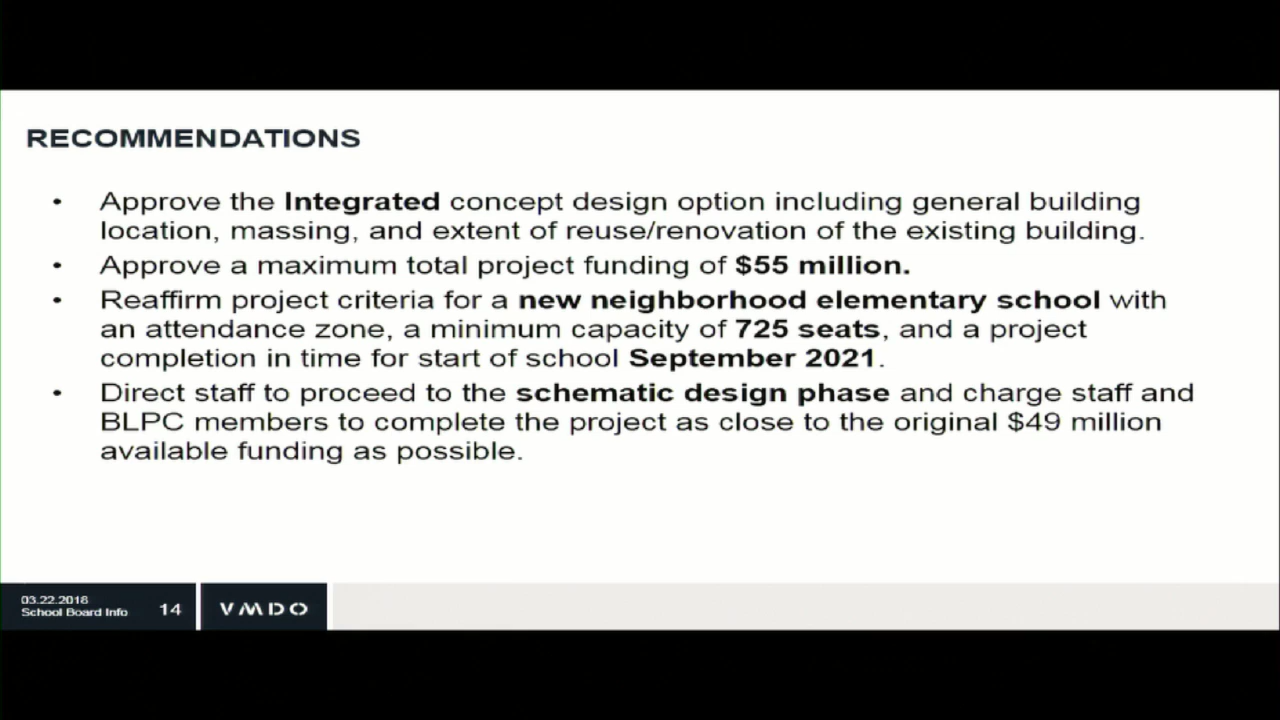 RECOMMENDATIONS
• Approve the Integrated concept design option including general building
location, massing, and extent of reuse/renovation of the existing building.
• Approve a maximum total project funding of $55 million.
• Reaffirm project criteria for a new neighborhood elementary school with
an attendance zone, a minimum capacity of 725 seats, and a project
completion in time for start of school September 2021.
• Direct staff to proceed to the schematic design phase and charge staff and
BLPC members to complete the project as close to the original $49 million
available funding as possible.
03.22.2018
School Board Info 14 VMDO